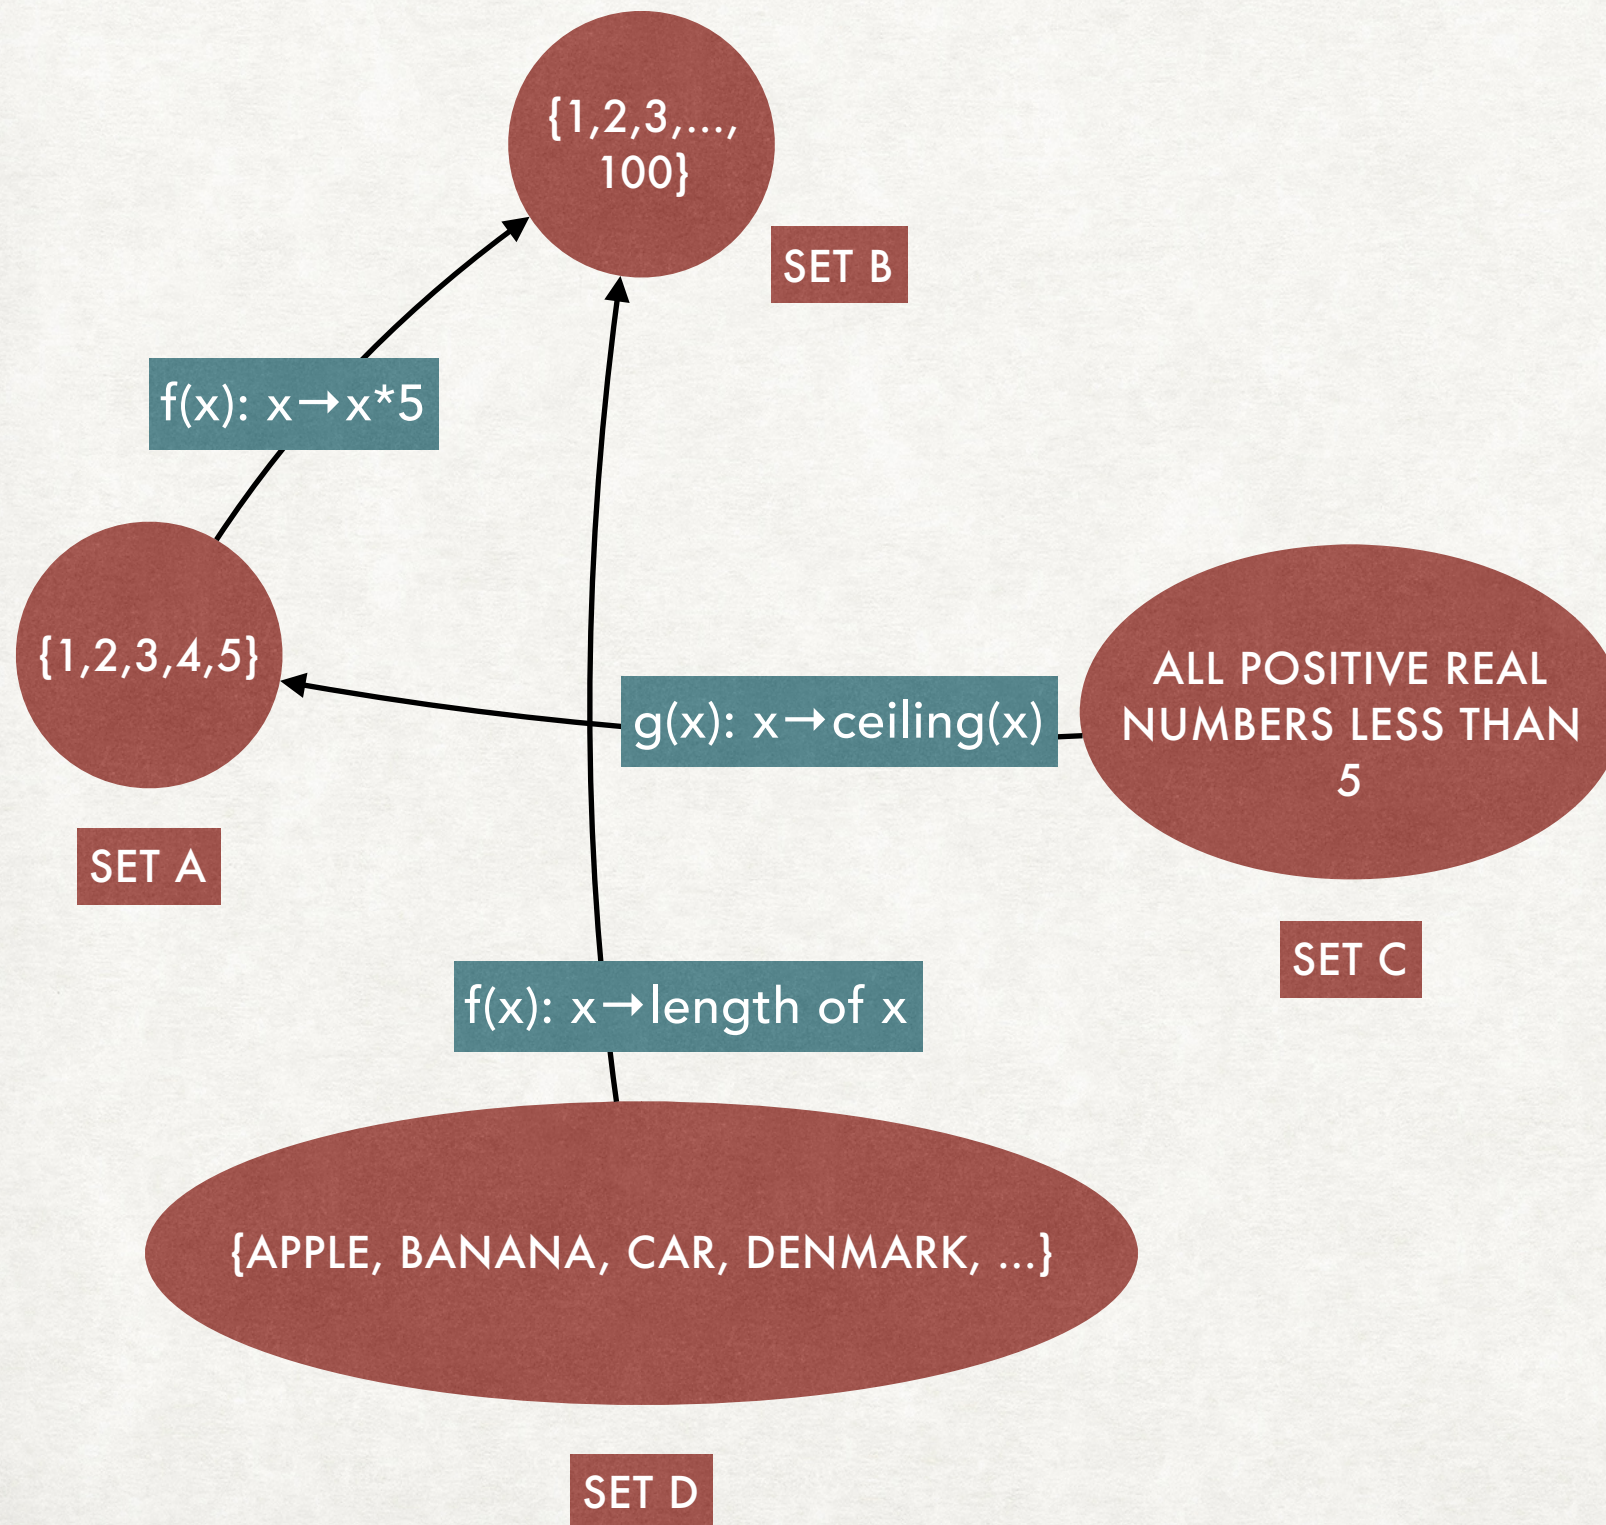 {1,2,3,...,
100}
SET B
f(x): x→x*5
{1,2,3,4,5}
SET A
g(x): x→ceiling(x)
ALL POSITIVE REAL
NUMBERS LESS THAN
5
SET C
f(x): x→length of x
{APPLE, BANANA, CAR, DENMARK, ...}
SET D